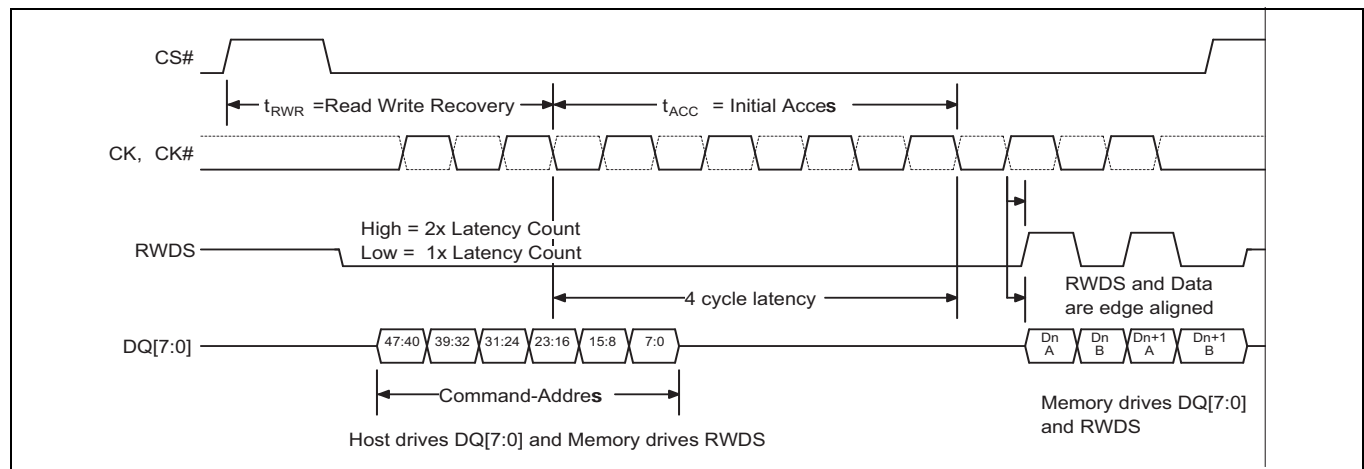 CS#
tRWR =Read Write Recovery
tACC = Initial Acces
CK, CK#
High = 2x Latency Count
Low = 1x Latency Count
RWDS
4 cycle latency
RWDS and Data
are edge aligned
DQ[7:0]
47:40 39:32 31:24 23:16 15:8 7:0
Dn A
Dn B
Dn+1 A
Dn+1 B
Command-Addres
Host drives DQ[7:0] and Memory drives RWDS
Memory drives DQ[7:0]
and RWDS